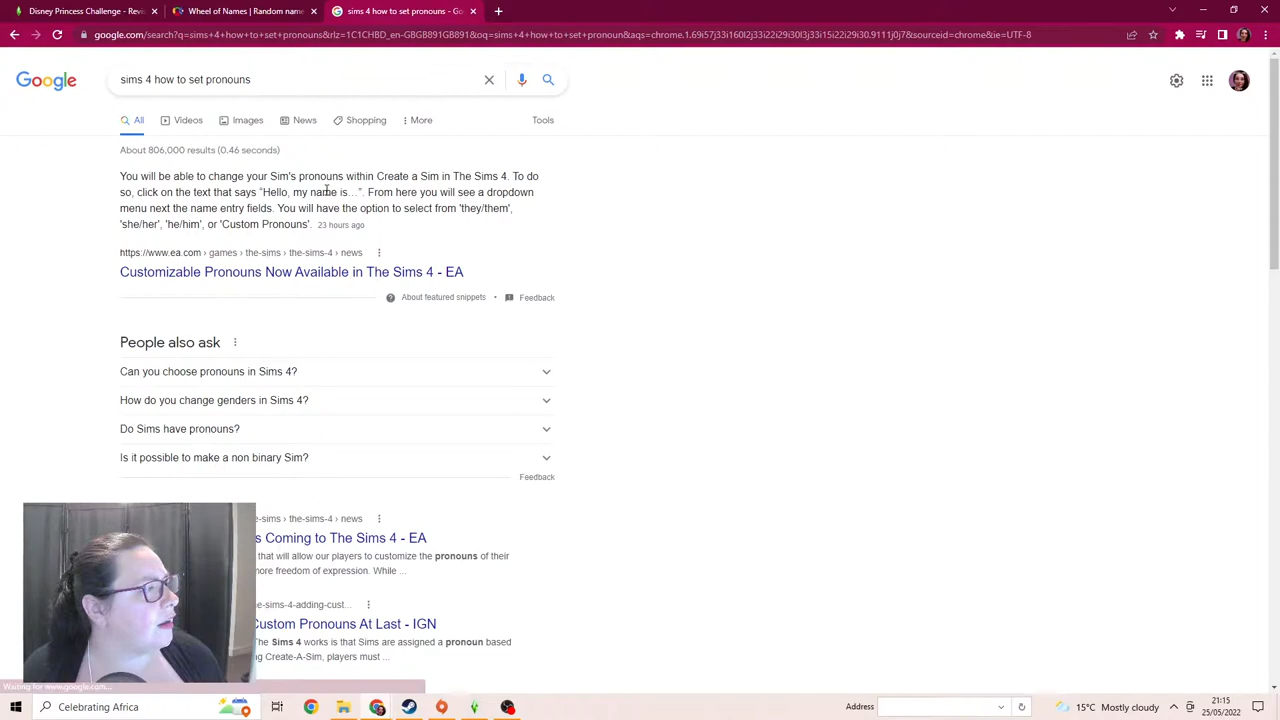 Disney Princess Challenge - Revis
Wheel of Names | Random name
sims 4 how to set pronouns - Go
google.com/search?q=sims+4+how+to+set+pronouns&rlz=1C1CHBD_en-GBGB891GB891&oq=sims+4+how+to+set+pronoun&aqs=chrome.1.69i57j33i160l2j33i22i29i30l3j33i15i22i29i30.9111j0j7&sourceid=chrome&ie=UTF-8
Google
sims 4 how to set pronouns
All Videos Images News Shopping More Tools
About 806,000 results (0.46 seconds)
You will be able to change your Sim's pronouns within Create a Sim in The Sims 4. To do
so, click on the text that says “Hello, my name is...”. From here you will see a dropdown
menu next the name entry fields. You will have the option to select from 'they/them',
'she/her', 'he/him', or 'Custom Pronouns'. 23 hours ago
https://www.ea.com › games › the-sims › the-sims-4 › news
Customizable Pronouns Now Available in The Sims 4 - EA
About featured snippets • Feedback
People also ask
Can you choose pronouns in Sims 4?
How do you change genders in Sims 4?
Do Sims have pronouns?
Is it possible to make a non binary Sim?
Feedback
e-sims › the-sims-4 › news
s Coming to The Sims 4 - EA
that will allow our players to customize the pronouns of their
ore freedom of expression. While ...
e-sims-4-adding-cust...
Custom Pronouns At Last - IGN
The Sims 4 works is that Sims are assigned a pronoun based
g Create-A-Sim, players must ...
Waiting for www.google.com...
Celebrating Africa
Address
15°C Mostly cloudy
21:15
25/05/2022